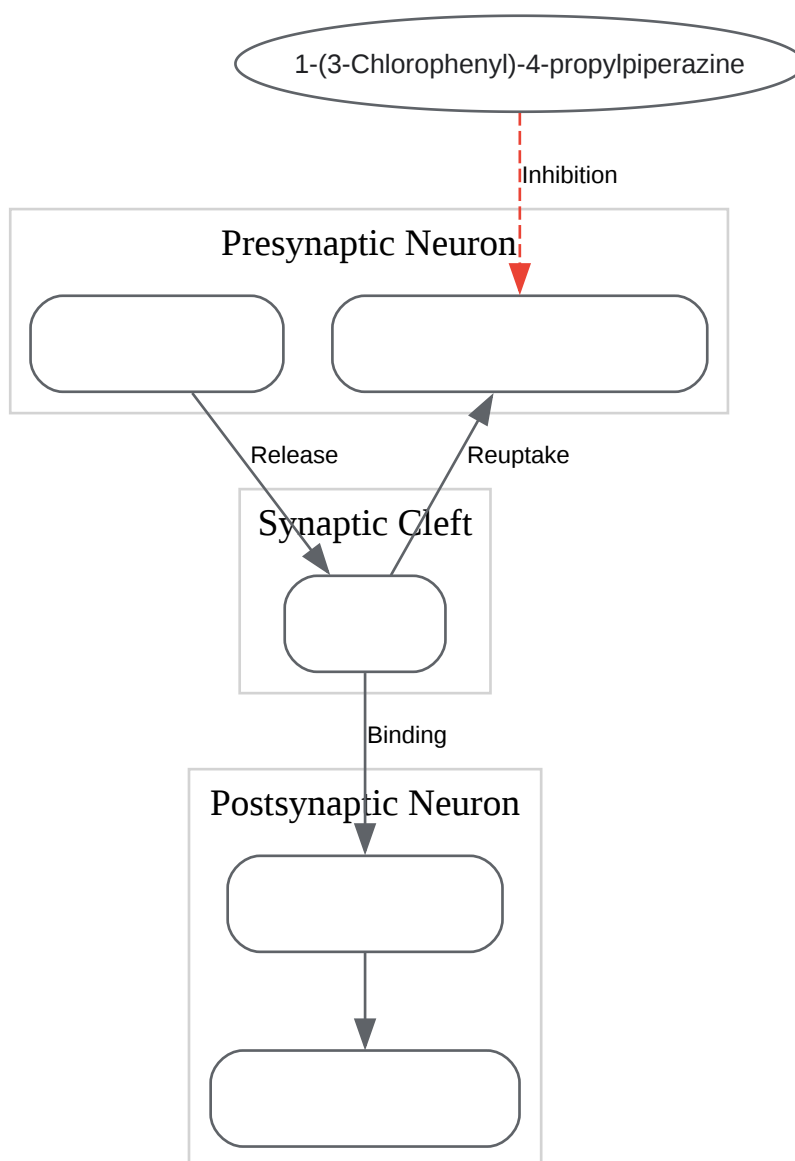 1-(3-Chlorophenyl)-4-propylpiperazine
Inhibition
Presynaptic Neuron
Release
Reuptake
Synaptic Cleft
Binding
Postsynaptic Neuron